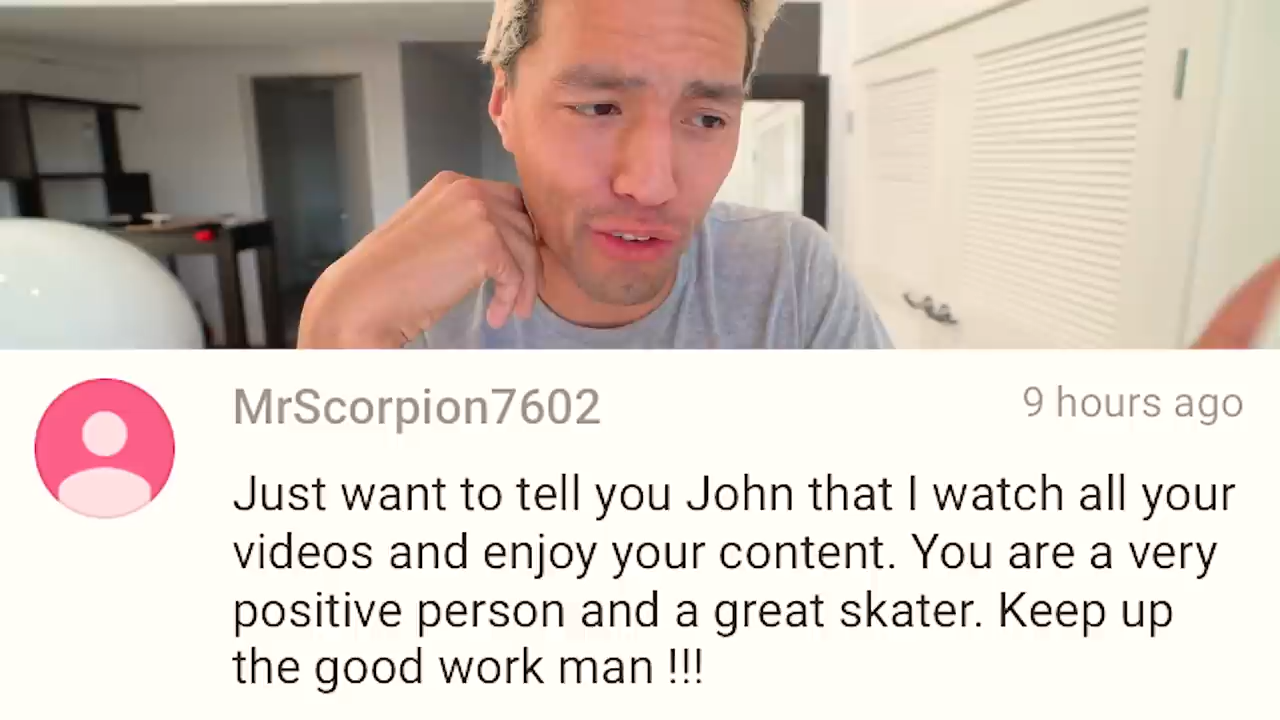 MrScorpion7602
9 hours ago
Just want to tell you John that I watch all your
videos and enjoy your content. You are a very
positive person and a great skater. Keep up
the good work man !!!